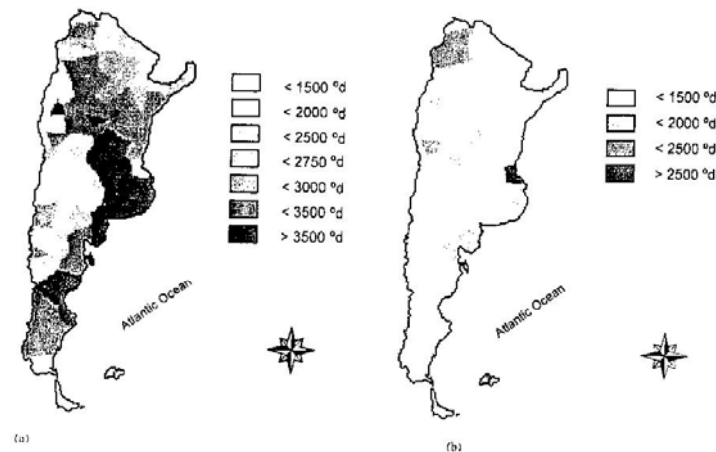 < 1500 ºd
< 2000 ºd
< 2500 ºd
< 2750 ºd
< 3000 ºd
< 3500 ºd
> 3500 ºd
Atlantic Ocean
(a)
< 1500 ºd
< 2000 ºd
< 2500 ºd
> 2500 ºd
Atlantic Ocean
(b)